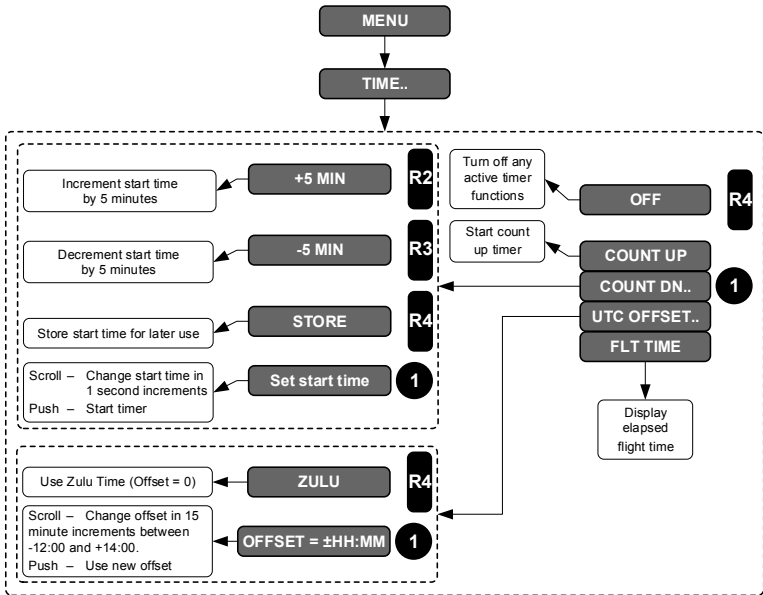 MENU
TIME..
+5 MIN
R2
Increment start time
by 5 minutes
-5 MIN
R3
Decrement start time
by 5 minutes
STORE
R4
Store start time for later use
Set start time
1
Scroll – Change start time in
1 second increments
Push – Start timer
Turn off any
active timer
functions
OFF
R4
Start count
up timer
COUNT UP
COUNT DN..
1
UTC OFFSET..
FLT TIME
Display
elapsed
flight time
Use Zulu Time (Offset = 0)
ZULU
R4
Scroll – Change offset in 15
minute increments between
-12:00 and +14:00.
Push – Use new offset
OFFSET = ±HH:MM
1